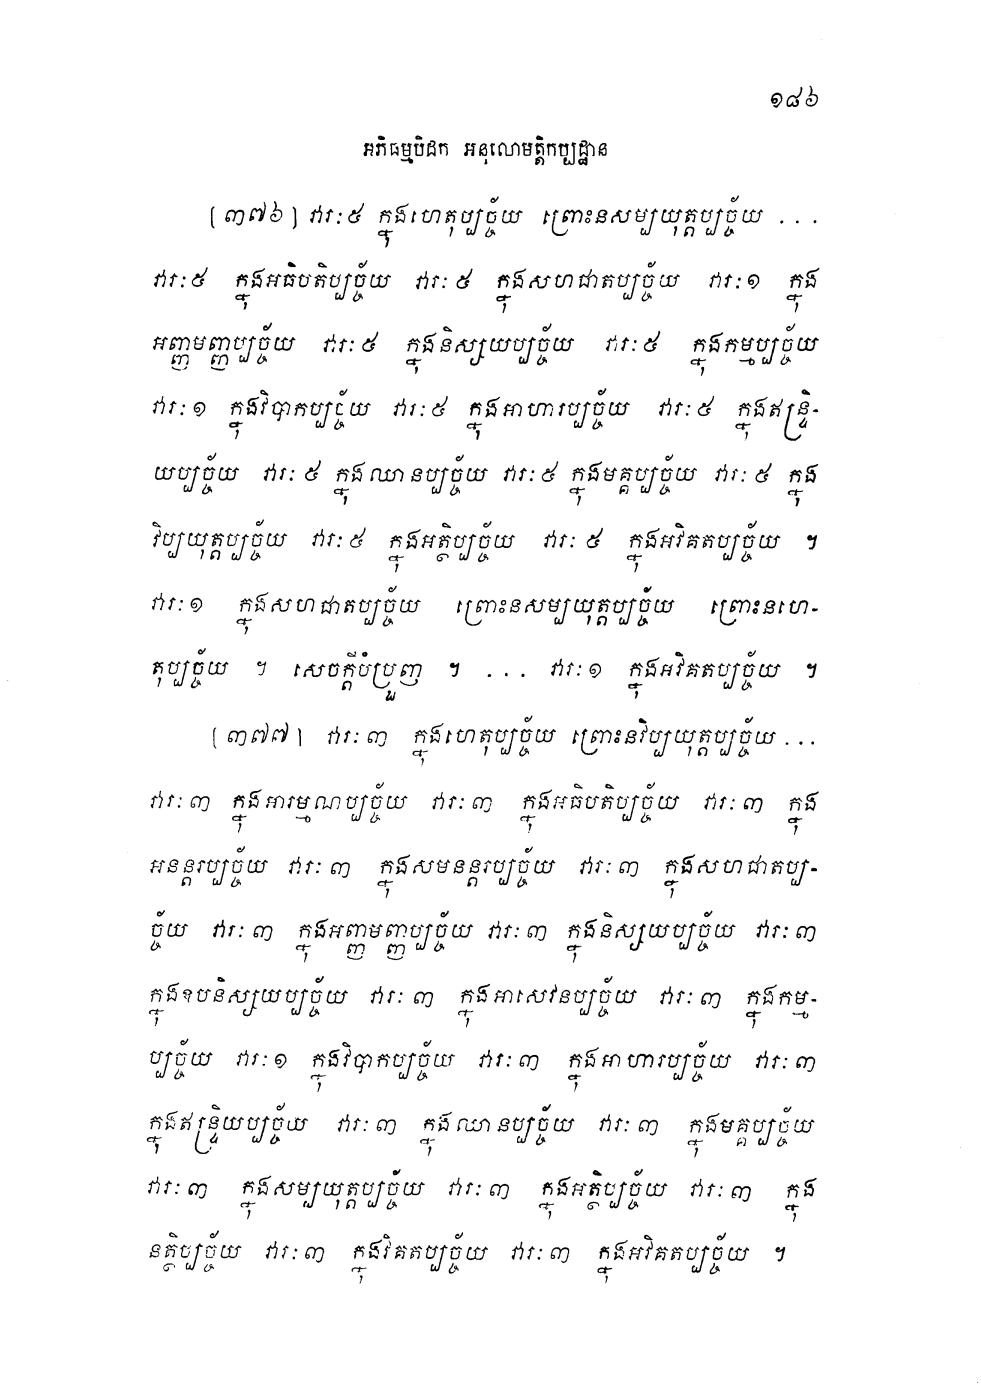 ១៨៦
អភិធម្មបិដក អនុលោមត្តិកប្បដ្ឋាន
[៣៧៦] វារៈ ៥ ក្នុងហេតុប្បច្ច័យ ព្រោះនសម្បយុត្តប្បច្ច័យ ...
វារៈ ៥ ក្នុងអធិបតិប្បច្ច័យ វារៈ ៥ ក្នុងសហជាតប្បច្ច័យ វារៈ ១ ក្នុង
អញ្ញមញ្ញប្បច្ច័យ វារៈ ៥ ក្នុងនិស្សយប្បច្ច័យ វារៈ ៥ ក្នុងកម្មប្បច្ច័យ
វារៈ ១ ក្នុងវិបាកប្បច្ច័យ វារៈ ៥ ក្នុងអាហារប្បច្ច័យ វារៈ ៥ ក្នុងឥន្ទ្រិ-
យប្បច្ច័យ វារៈ ៥ ក្នុងឈានប្បច្ច័យ វារៈ ៥ ក្នុងមគ្គប្បច្ច័យ វារៈ ៥ ក្នុង
វិប្បយុត្តប្បច្ច័យ វារៈ ៥ ក្នុងអត្ថិប្បច្ច័យ វារៈ ៥ ក្នុងអវិគតប្បច្ច័យ ។
វារៈ ១ ក្នុងសហជាតប្បច្ច័យ ព្រោះនសម្បយុត្តប្បច្ច័យ ព្រោះនហេ-
តុប្បច្ច័យ ។ សេចក្តីបំប្រួញ ។ ... វារៈ ១ ក្នុងអវិគតប្បច្ច័យ ។
[៣៧៧] វារៈ ៣ ក្នុងហេតុប្បច្ច័យ ព្រោះនវិប្បយុត្តប្បច្ច័យ ...
វារៈ ៣ ក្នុងអារម្មណប្បច្ច័យ វារៈ ៣ ក្នុងអធិបតិប្បច្ច័យ វារៈ ៣ ក្នុង
អនន្តរប្បច្ច័យ វារៈ ៣ ក្នុងសមនន្តរប្បច្ច័យ វារៈ ៣ ក្នុងសហជាតប្ប-
ច្ច័យ វារៈ ៣ ក្នុងអញ្ញមញ្ញប្បច្ច័យ វារៈ ៣ ក្នុងនិស្សយប្បច្ច័យ វារៈ ៣
ក្នុងឧបនិស្សយប្បច្ច័យ វារៈ ៣ ក្នុងអាសេវនប្បច្ច័យ វារៈ ៣ ក្នុងកម្ម-
ប្បច្ច័យ វារៈ ១ ក្នុងវិបាកប្បច្ច័យ វារៈ ៣ ក្នុងអាហារប្បច្ច័យ វារៈ ៣
ក្នុងឥន្ទ្រិយប្បច្ច័យ វារៈ ៣ ក្នុងឈានប្បច្ច័យ វារៈ ៣ ក្នុងមគ្គប្បច្ច័យ
វារៈ ៣ ក្នុងសម្បយុត្តប្បច្ច័យ វារៈ ៣ ក្នុងអត្ថិប្បច្ច័យ វារៈ ៣ ក្នុង
នត្ថិប្បច្ច័យ វារៈ ៣ ក្នុងវិគតប្បច្ច័យ វារៈ ៣ ក្នុងអវិគតប្បច្ច័យ ។